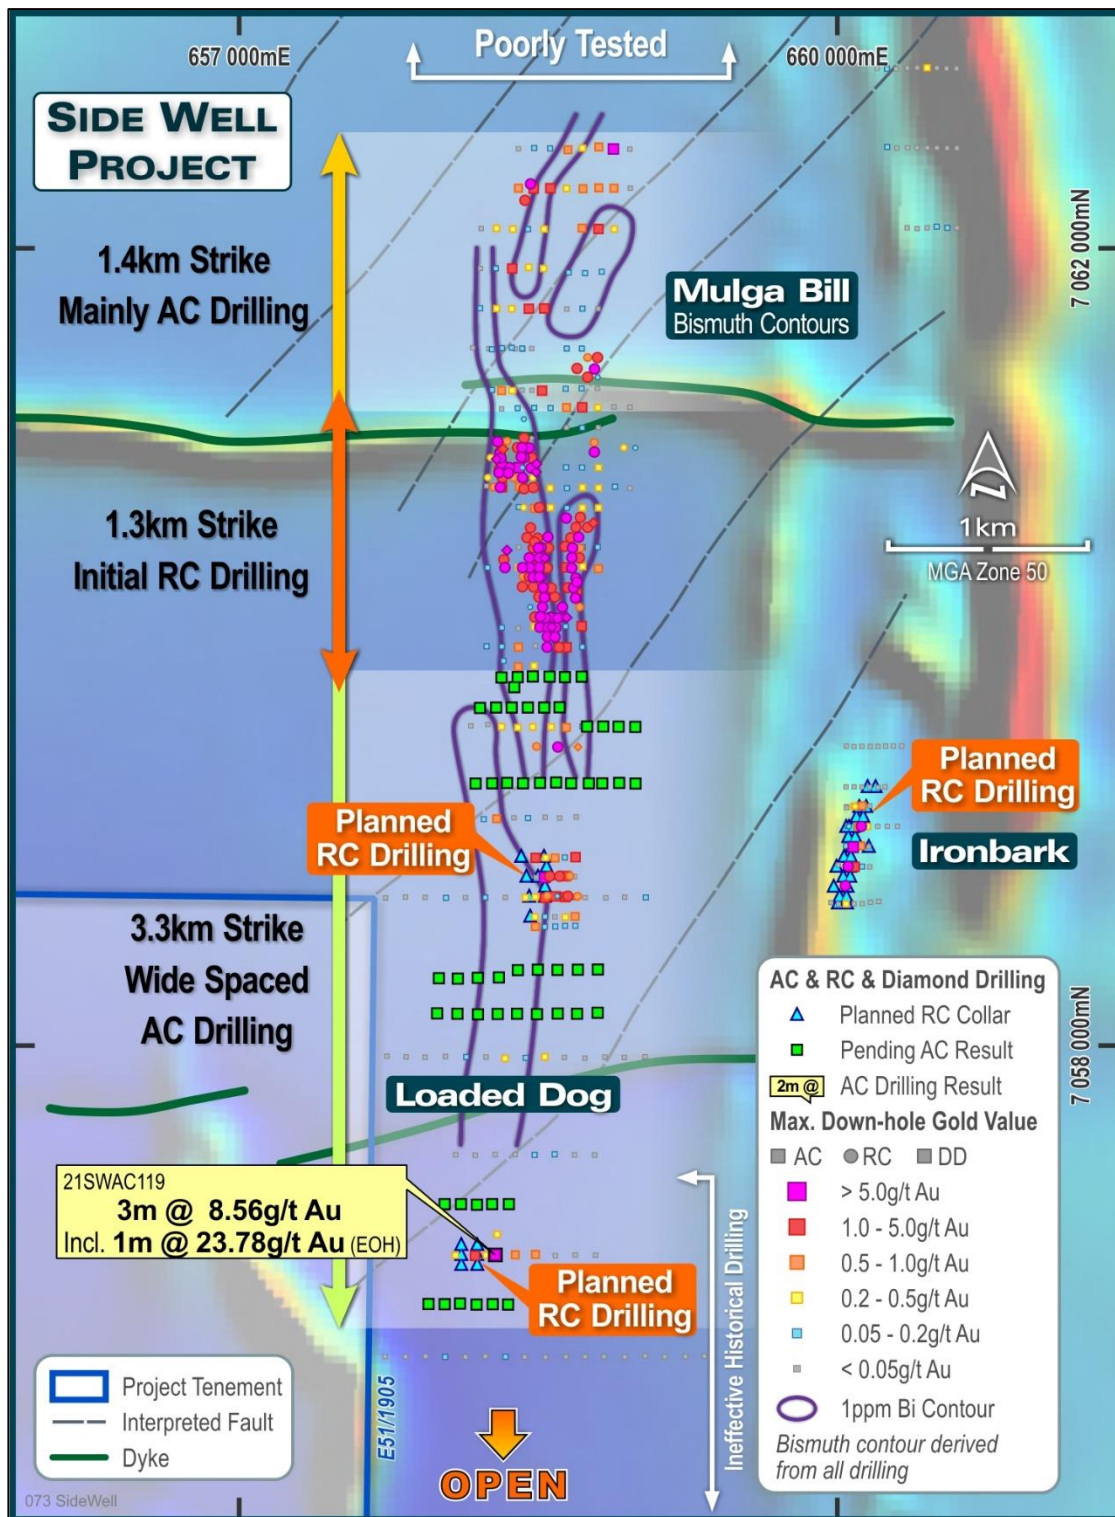 Poorly Tested
657 000mE
660 000mE
SIDE WELL
PROJECT
7 062 000mN
1.4km Strike
Mainly AC Drilling
Mulga Bill
Bismuth Contours
1.3km Strike
Initial RC Drilling
1km
MGA Zone 50
Planned
RC Drilling
Planned
RC Drilling
Ironbark
3.3km Strike
Wide Spaced
AC Drilling
7 058 000mN
Loaded Dog
21SWAC119
3m @ 8.56g/t Au
Incl. 1m @ 23.78g/t Au (EOH)
Planned
RC Drilling
Ineffective Historical Drilling
AC & RC & Diamond Drilling
Planned RC Collar
Pending AC Result
2m @ AC Drilling Result
Max. Down-hole Gold Value
AC RC DD
> 5.0g/t Au
1.0 - 5.0g/t Au
0.5 - 1.0g/t Au
0.2 - 0.5g/t Au
0.05 - 0.2g/t Au
< 0.05g/t Au
1ppm Bi Contour
Bismuth contour derived
from all drilling
Project Tenement
Interpreted Fault
Dyke
E51/1905
OPEN
073 SideWell